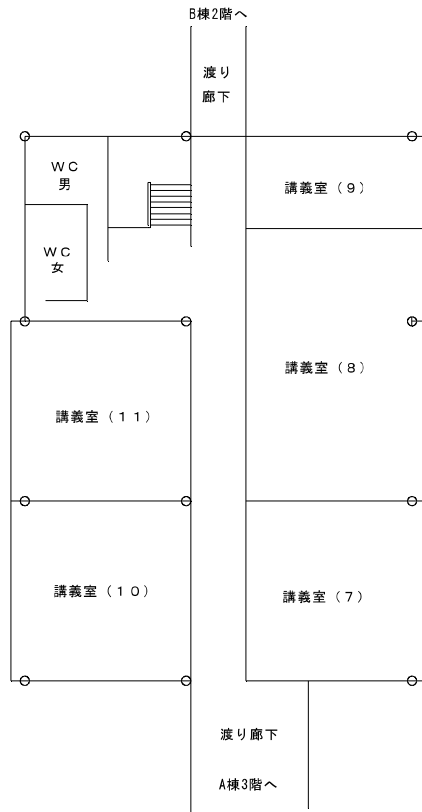 B棟2階へ
渡り
廊下
WC
男
講義室（9）
WC
女
講義室（8）
講義室（11）
講義室（10）
講義室（7）
渡り廊下
A棟3階へ